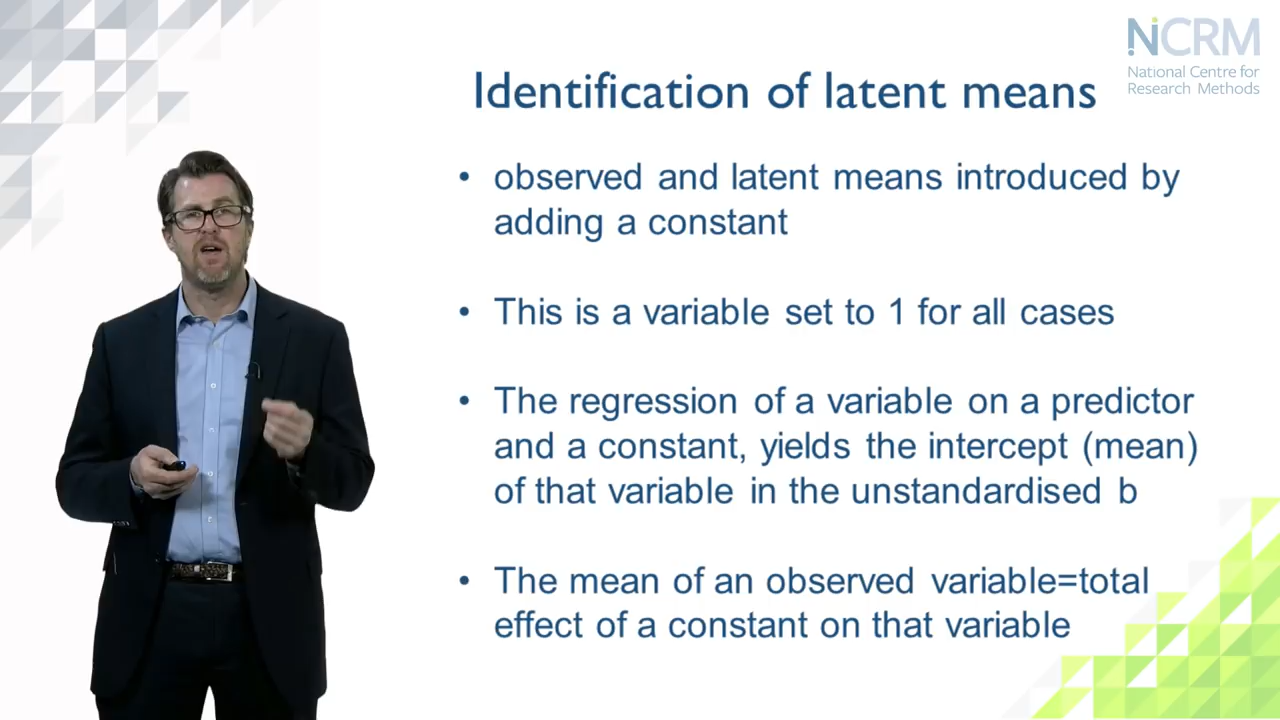 NCRM
National Centre for
Research Methods
Identification of latent means
• observed and latent means introduced by
adding a constant
• This is a variable set to 1 for all cases
• The regression of a variable on a predictor
and a constant, yields the intercept (mean)
of that variable in the unstandardised b
• The mean of an observed variable=total
effect of a constant on that variable